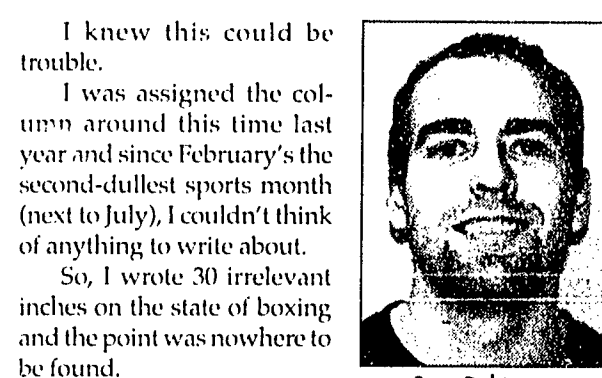 I knew this could be
trouble.
I was assigned the col-
umn around this time last
year and since February's the
second-dullest sports month
(next to July), I couldn't think
of anything to write about.
So, I wrote 30 irrelevant
inches on the state of boxing
and the point was nowhere to
be found.